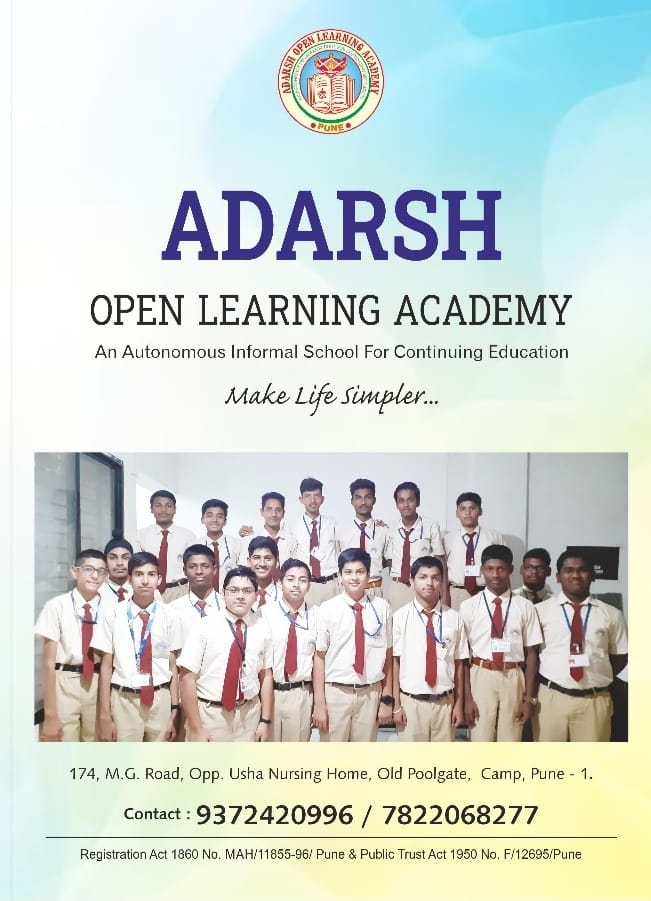 ADARSH OPEN LEARNING ACADEMY
PUNE
ADARSH
OPEN LEARNING ACADEMY
An Autonomous Informal School For Continuing Education
Make Life Simpler...
174, M.G. Road, Opp. Usha Nursing Home, Old Poolgate, Camp, Pune - 1.
Contact : 9372420996 / 7822068277
Registration Act 1860 No. MAH/11855-96/ Pune & Public Trust Act 1950 No. F/12695/Pune